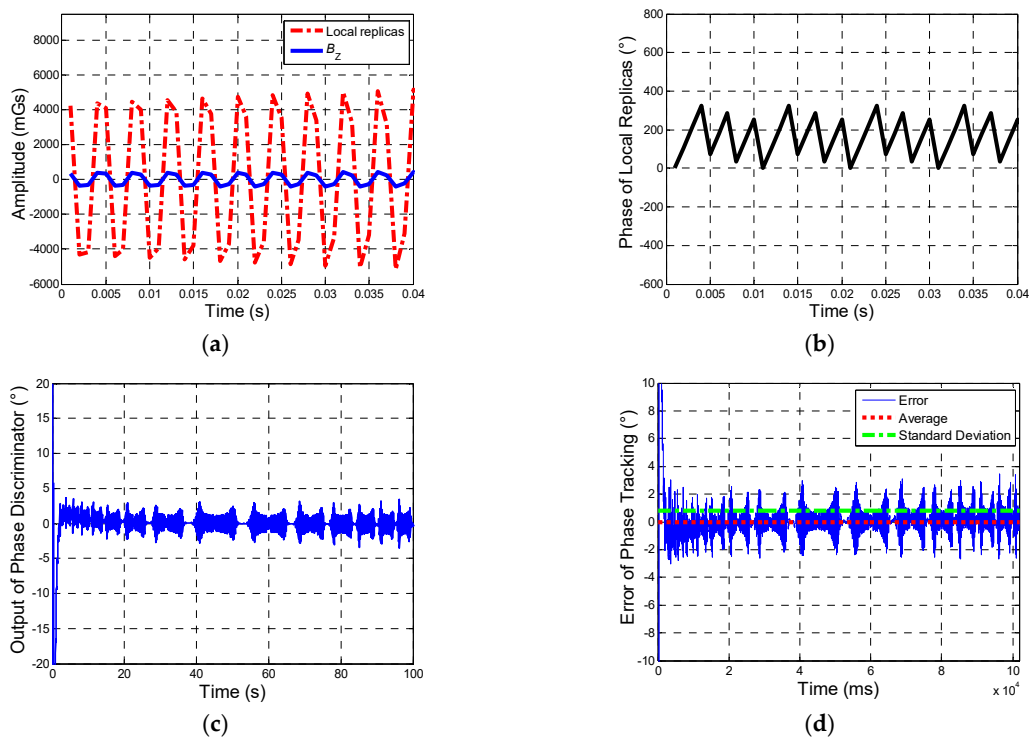 8000
6000
4000
2000
0
-2000
-4000
-6000
Amplitude (mGs)
Local replicas
B_Z
0 0.005 0.01 0.015 0.02 0.025 0.03 0.035 0.04
Time (s)
(a)
800
600
400
200
0
-200
-400
-600
-800
Phase of Local Replicas (°)
0 0.005 0.01 0.015 0.02 0.025 0.03 0.035 0.04
Time (s)
(b)
20
15
10
5
0
-5
-10
-15
-20
Output of Phase Discriminator (°)
0 20 40 60 80 100
Time (s)
(c)
10
8
6
4
2
0
-2
-4
-6
-8
-10
Error of Phase Tracking (°)
Error
Average
Standard Deviation
0 2 4 6 8 10
Time (ms)
x 10⁴
(d)